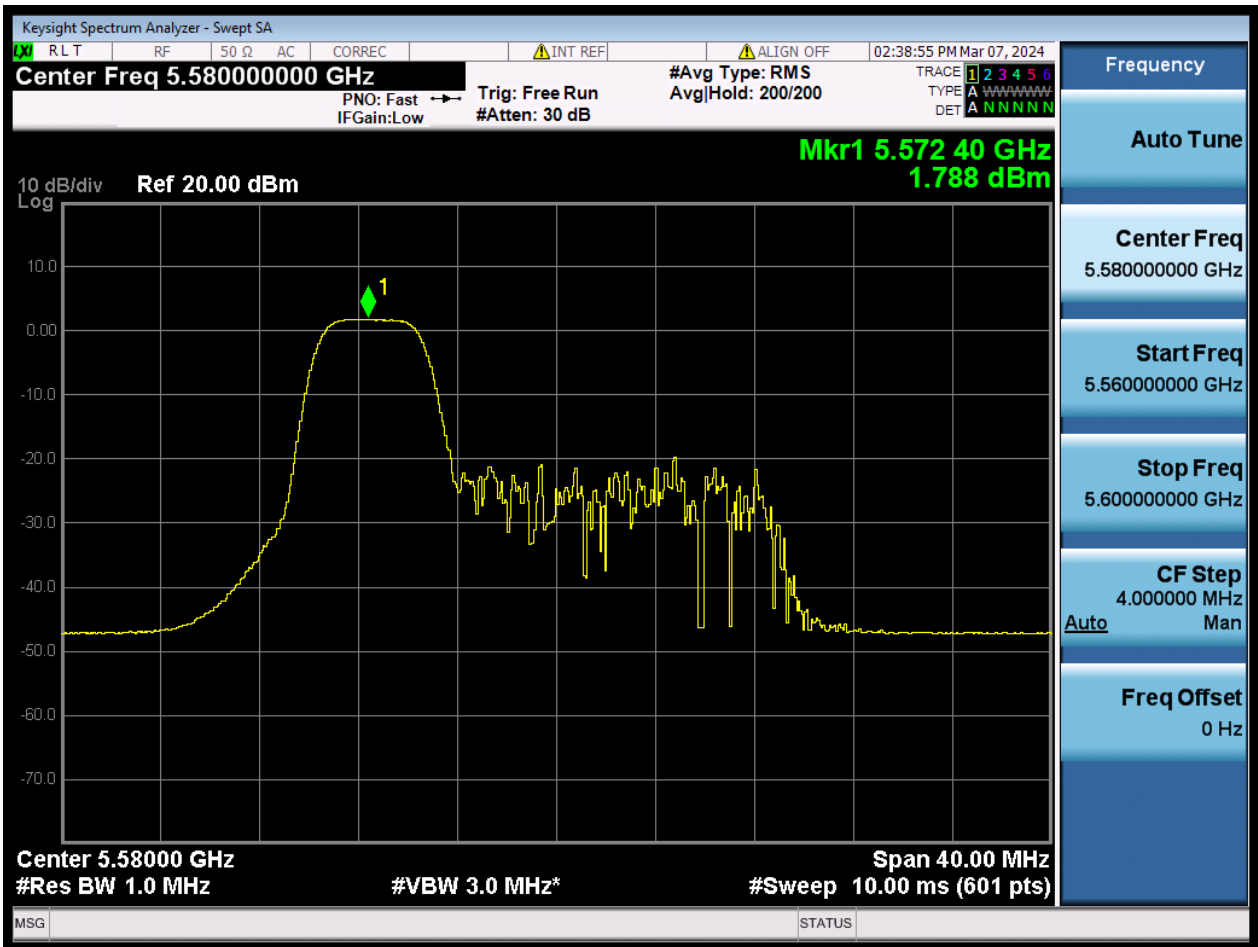 Keysight Spectrum Analyzer - Swept SA
LXI RLT RF 50 Ω AC CORREC INT REF ALIGN OFF 02:38:55 PM Mar 07, 2024
Center Freq 5.580000000 GHz
PNO: Fast
IFGain:Low
Trig: Free Run
#Atten: 30 dB
#Avg Type: RMS
Avg|Hold: 200/200
TRACE 1 2 3 4 5 6
TYPE A WWWWW
DET A N N N N N
Mkr1 5.572 40 GHz
1.788 dBm
10 dB/div Ref 20.00 dBm
Log
10.0
0.00
-10.0
-20.0
-30.0
-40.0
-50.0
-60.0
-70.0
1
Center 5.58000 GHz Span 40.00 MHz
#Res BW 1.0 MHz #VBW 3.0 MHz* #Sweep 10.00 ms (601 pts)
MSG STATUS
Frequency
Auto Tune
Center Freq
5.580000000 GHz
Start Freq
5.560000000 GHz
Stop Freq
5.600000000 GHz
CF Step
4.000000 MHz
Auto Man
Freq Offset
0 Hz